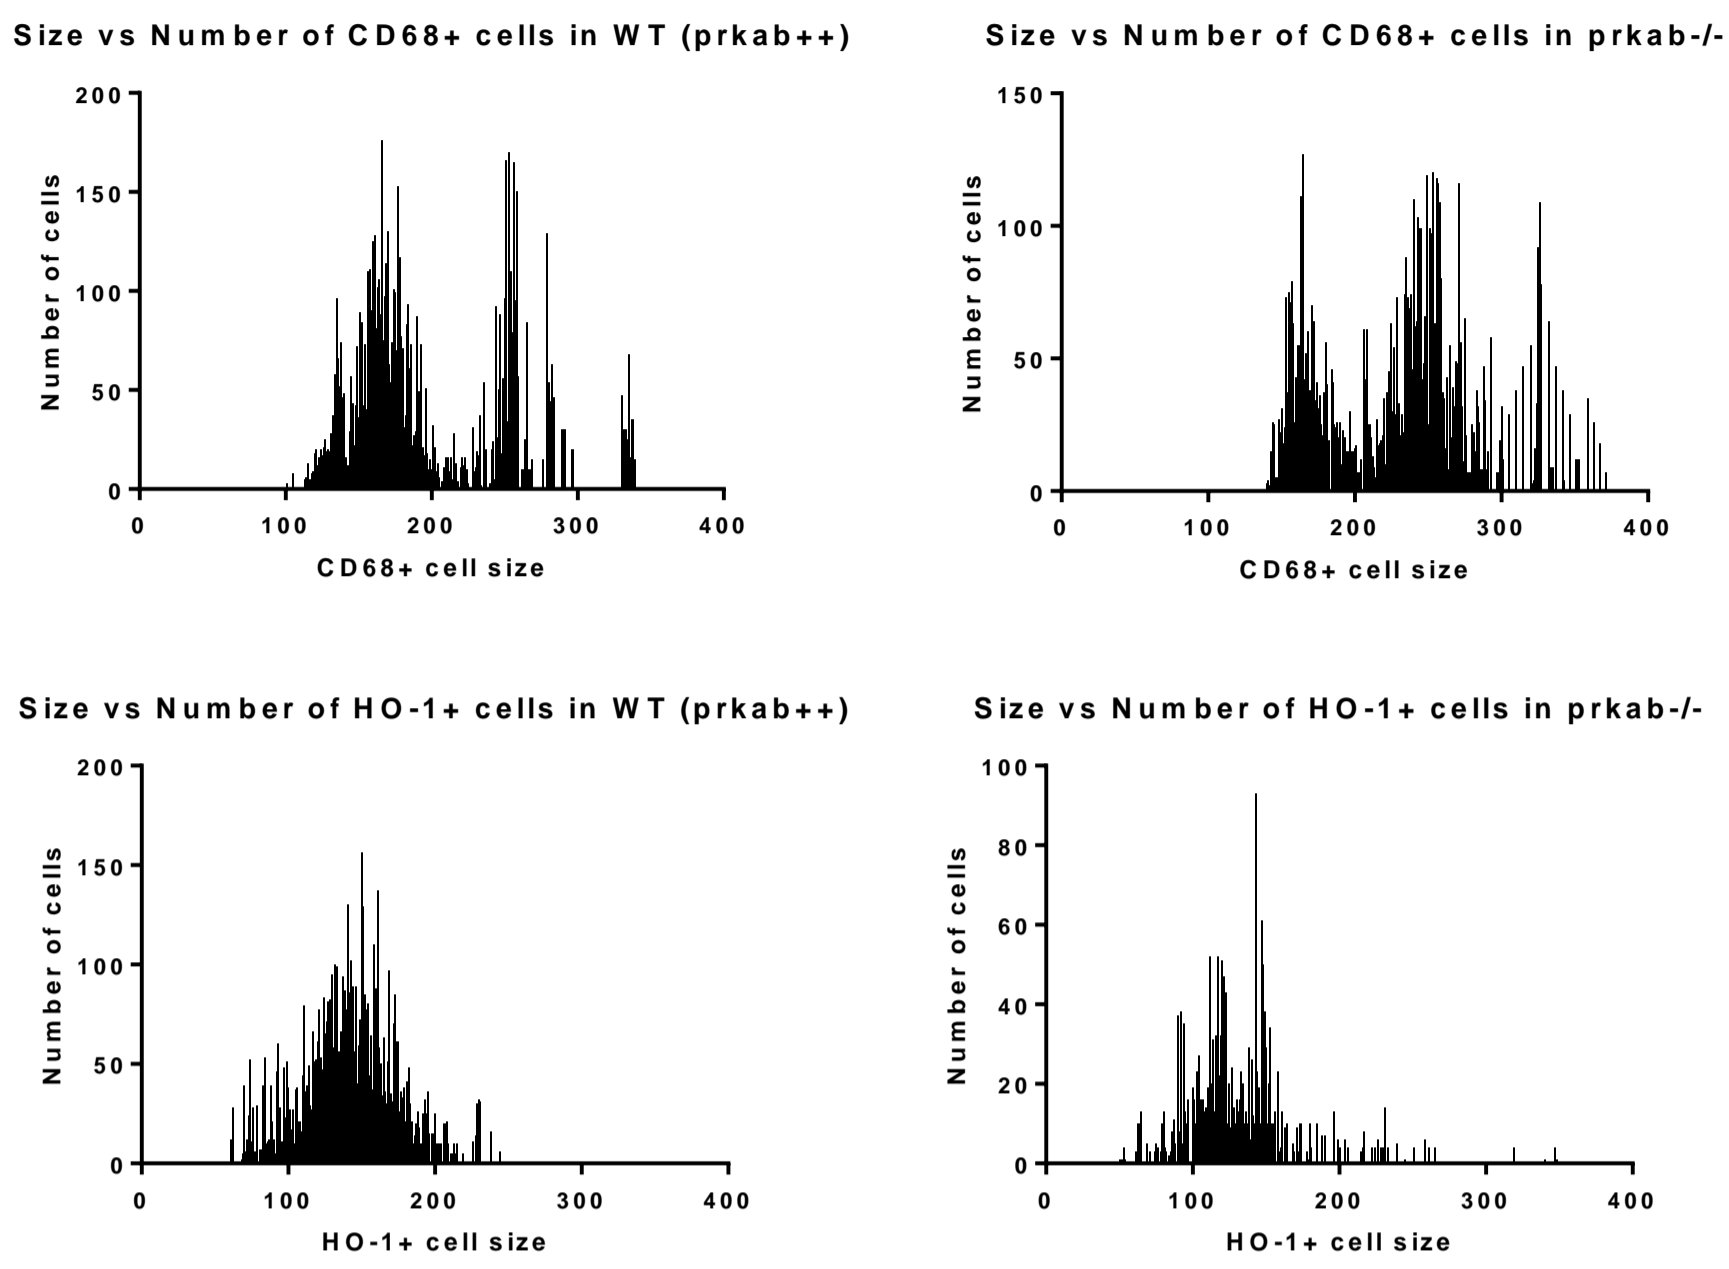 Size vs Number of CD68+ cells in WT (prkab++)
200
150
100
50
0
Number of cells
0 100 200 300 400
CD68+ cell size
Size vs Number of CD68+ cells in prkab-/-
150
100
50
0
Number of cells
0 100 200 300 400
CD68+ cell size
Size vs Number of HO-1+ cells in WT (prkab++)
200
150
100
50
0
Number of cells
0 100 200 300 400
HO-1+ cell size
Size vs Number of HO-1+ cells in prkab-/-
100
80
60
40
20
0
Number of cells
0 100 200 300 400
HO-1+ cell size